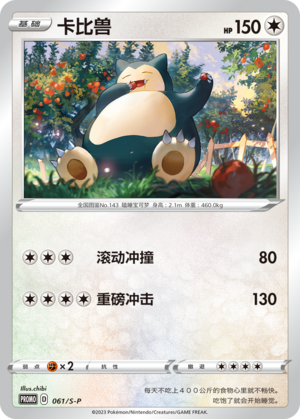 基础 卡比兽 HP 150
全国图鉴No.143 瞌睡宝可梦 身高：2.1m 体重：460.0kg
滚动冲撞 80
重磅冲击 130
Illus.chibi
弱点 ×2 抗性 撤退
PROMO D 061/S-P
每天不吃上４００公斤的食物心里就不畅快。
吃饱了就会开始睡觉。
©2023 Pokémon/Nintendo/Creatures/GAME FREAK.